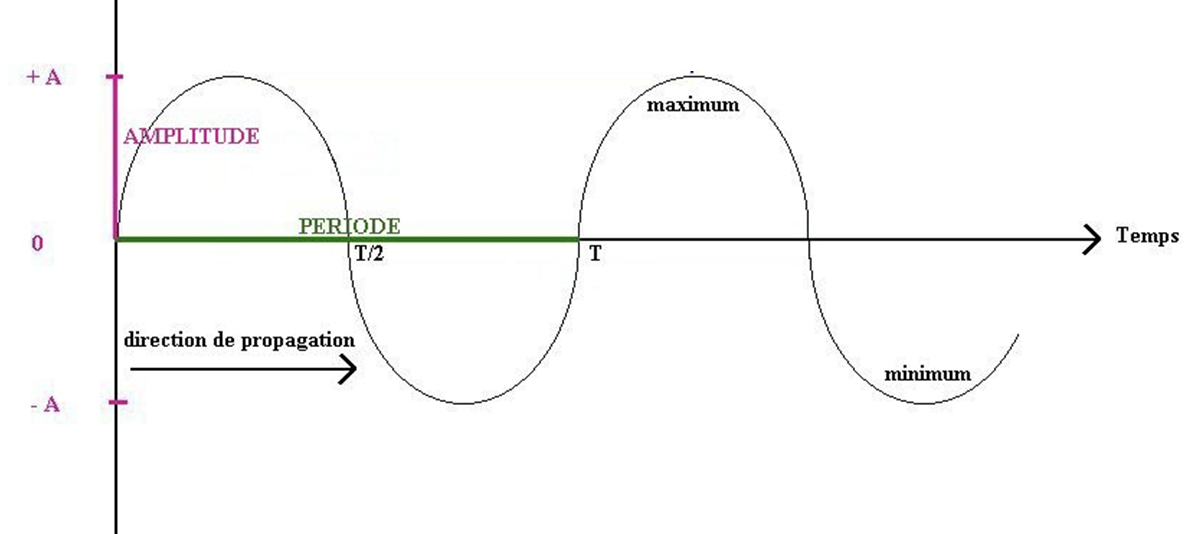 + A
maximum
AMPLITUDE
PERIODE
0
Temps
T/2
T
direction de propagation
minimum
- A